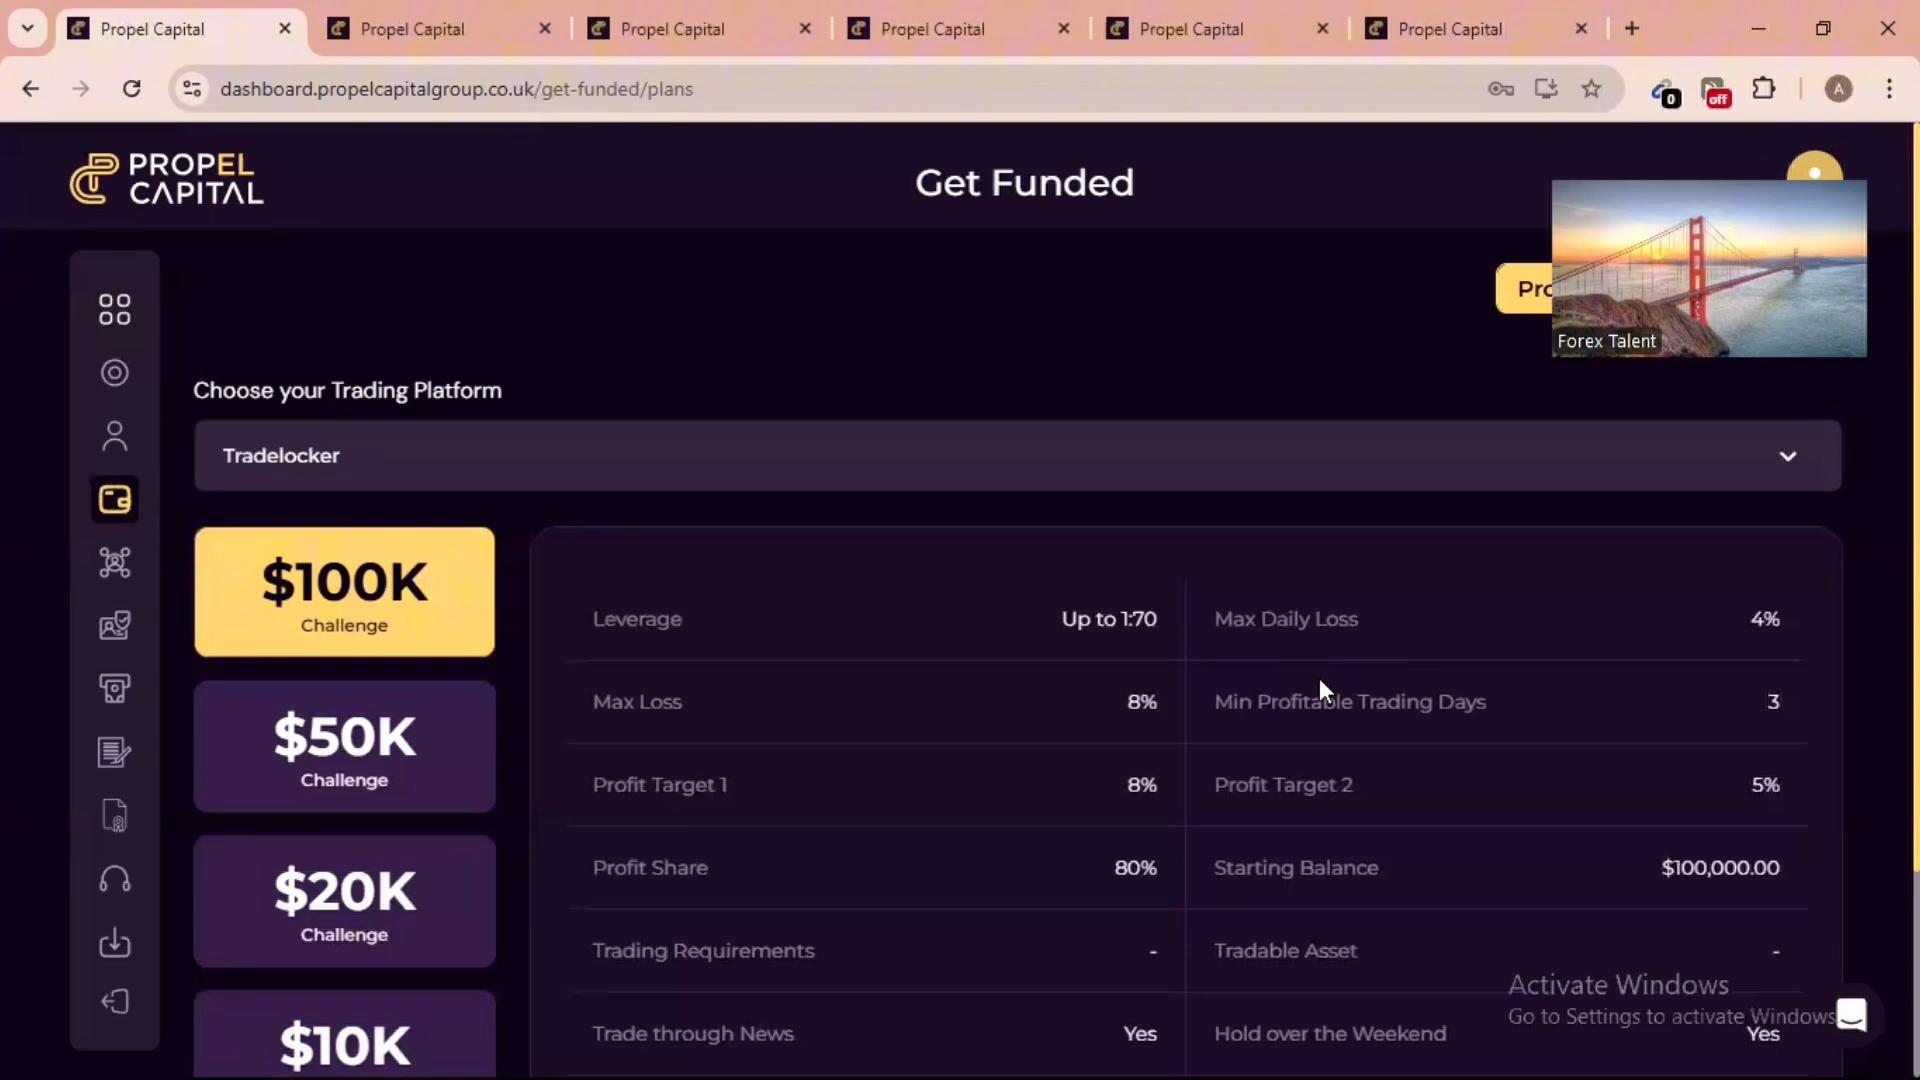 Propel Capital
Propel Capital
Propel Capital
Propel Capital
Propel Capital
Propel Capital
dashboard.propelcapitalgroup.co.uk/get-funded/plans
0
off
A
PROPEL
CAPITAL
Get Funded
Forex Talent
Choose your Trading Platform
Tradelocker
$100K
Challenge
$50K
Challenge
$20K
Challenge
$10K
Leverage Up to 1:70
Max Daily Loss 4%
Max Loss 8%
Min Profitable Trading Days 3
Profit Target 1 8%
Profit Target 2 5%
Profit Share 80%
Starting Balance $100,000.00
Trading Requirements -
Tradable Asset -
Trade through News Yes
Hold over the Weekend Yes
Activate Windows
Go to Settings to activate Windows